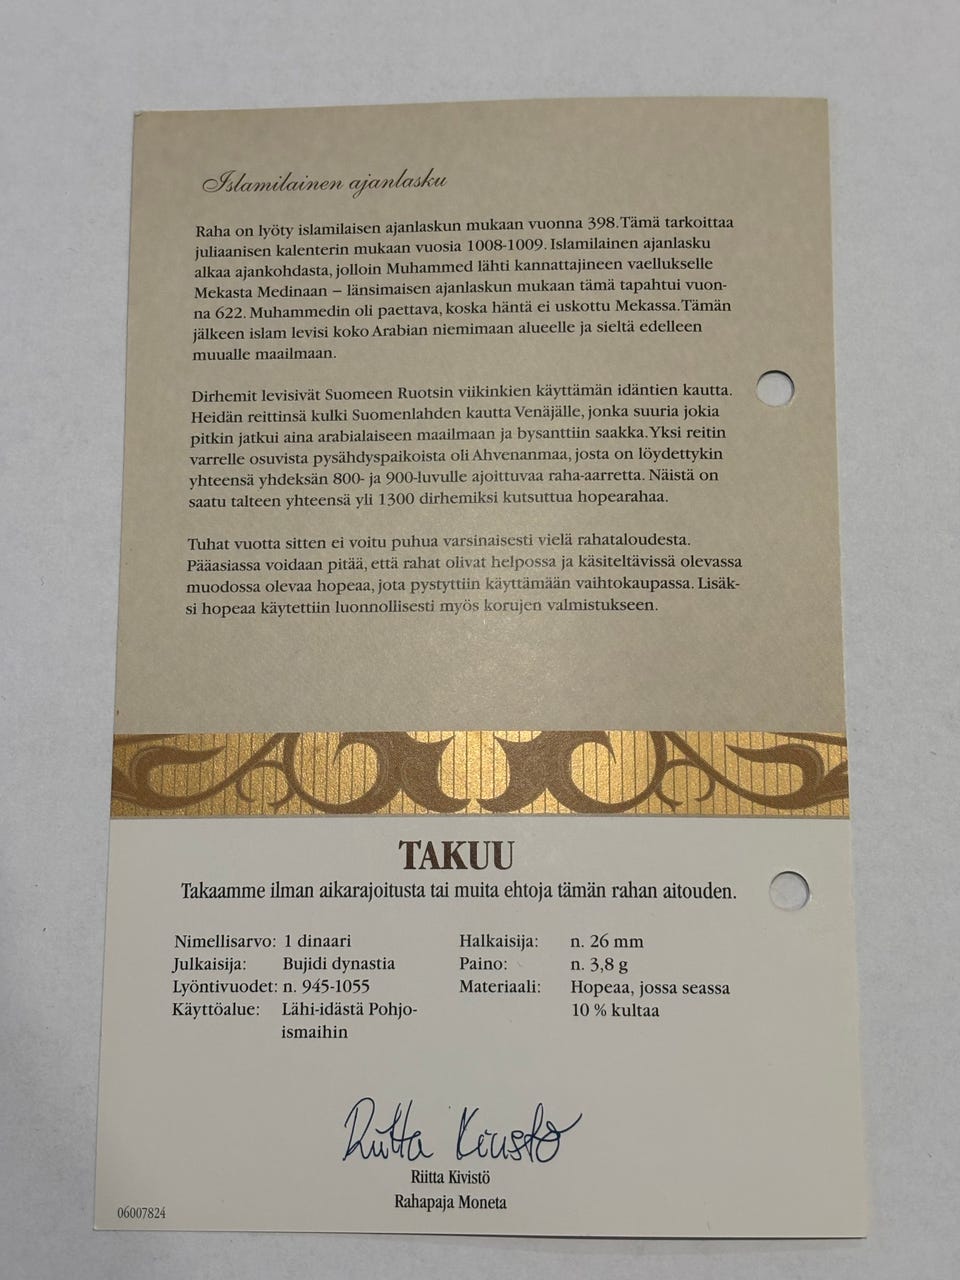 Islamilainen ajanlasku
Raha on lyöty islamilaisen ajanlaskun mukaan vuonna 398. Tämä tarkoittaa
juliaanisen kalenterin mukaan vuosia 1008-1009. Islamilainen ajanlasku
alkaa ajankohdasta, jolloin Muhammed lähti kannattajineen vaellukselle
Mekasta Medinaan – länsimaisen ajanlaskun mukaan tämä tapahtui vuon-
na 622. Muhammedin oli paettava, koska häntä ei uskottu Mekassa. Tämän
jälkeen islam levisi koko Arabian niemimaan alueelle ja sieltä edelleen
muualle maailmaan.
Dirhemit levisivät Suomeen Ruotsin viikinkien käyttämän idäntien kautta.
Heidän reittinsä kulki Suomenlahden kautta Venäjälle, jonka suuria jokia
pitkin jatkui aina arabialaiseen maailmaan ja bysanttiin saakka. Yksi reitin
varrelle osuvista pysähdyspaikoista oli Ahvenanmaa, josta on löydettykin
yhteensä yhdeksän 800- ja 900-luvulle ajoittuvaa raha-aarretta. Näistä on
saatu talteen yhteensä yli 1300 dirhemiksi kutsuttua hopearahaa.
Tuhat vuotta sitten ei voitu puhua varsinaisesti vielä rahataloudesta.
Pääasiassa voidaan pitää, että rahat olivat helpossa ja käsiteltävissä olevassa
muodossa olevaa hopeaa, jota pystyttiin käyttämään vaihtokaupassa. Lisäk-
si hopeaa käytettiin luonnollisesti myös korujen valmistukseen.
TAKUU
Takaamme ilman aikarajoitusta tai muita ehtoja tämän rahan aitouden.
Nimellisarvo: 1 dinaari
Julkaisija: Bujidi dynastia
Lyöntivuodet: n. 945-1055
Käyttöalue: Lähi-idästä Pohjo-
ismaihin
Halkaisija: n. 26 mm
Paino: n. 3,8 g
Materiaali: Hopeaa, jossa seassa
10 % kultaa
Riitta Kivistö
Riitta Kivistö
Rahapaja Moneta
06007824